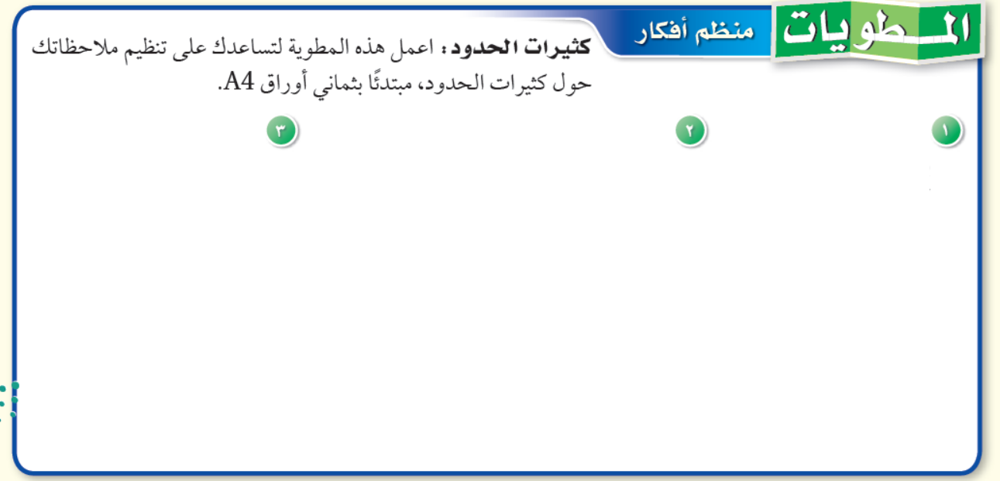 المطويات
منظم أفكار
كثيرات الحدود: اعمل هذه المطوية لتساعدك على تنظيم ملاحظاتك
حول كثيرات الحدود، مبتدئًا بثماني أوراق A4.
١ ٢ ٣